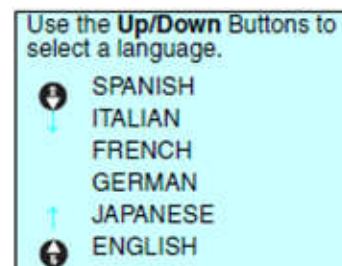 Use the Up/Down Buttons to
select a language.
SPANISH
ITALIAN
FRENCH
GERMAN
JAPANESE
ENGLISH